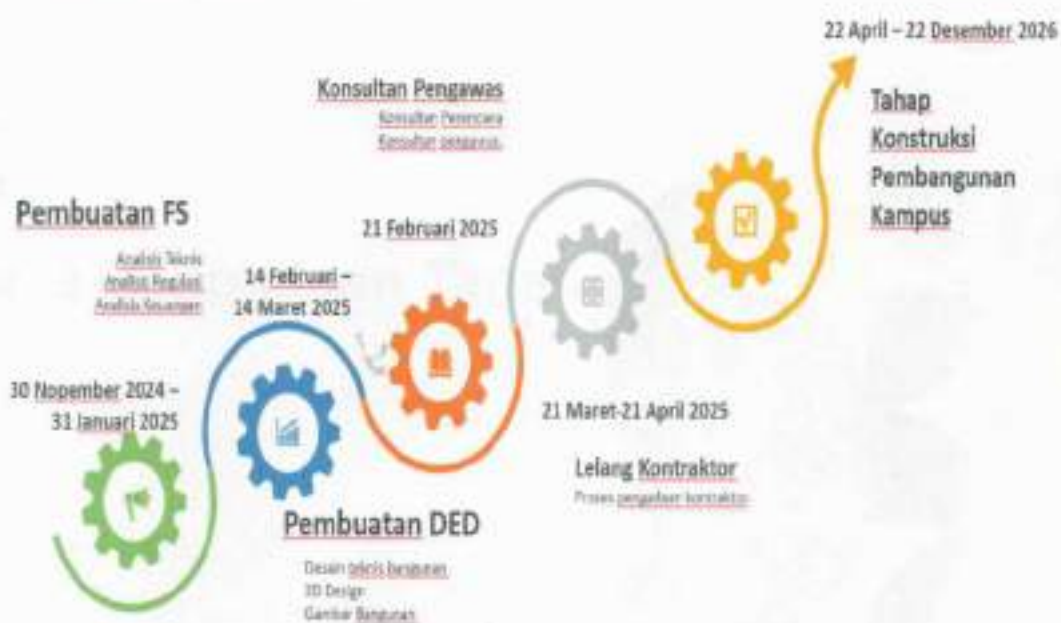 22 April – 22 Desember 2026
Tahap
Konstruksi
Pembangunan
Kampus
Konsultan Pengawas
Konsultan Perencana
Konsultan pengawas.
21 Februari 2025
Pembuatan FS
Analisis Teknis
Analisis Regulasi
Analisis Keuangan
14 Februari –
14 Maret 2025
30 Nopember 2024 –
31 Januari 2025
21 Maret-21 April 2025
Lelang Kontraktor
Proses pengadaan kontraktor
Pembuatan DED
Desain teknis bangunan
3D Design
Gambar Bangunan